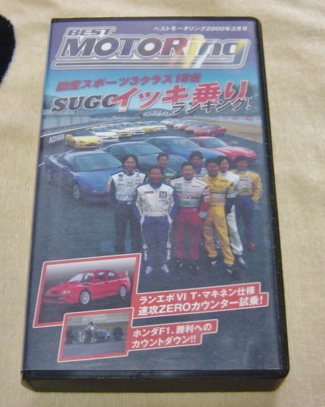 ベストモータリング2000年3月号
BEST
MOTORing
国産スポーツ3クラス18台
SUGOイッキ乗り
ランキング!
ランエボVI T・マキネン仕様
速攻ZEROカウンター試乗!
ホンダF1、勝利への
カウントダウン!!